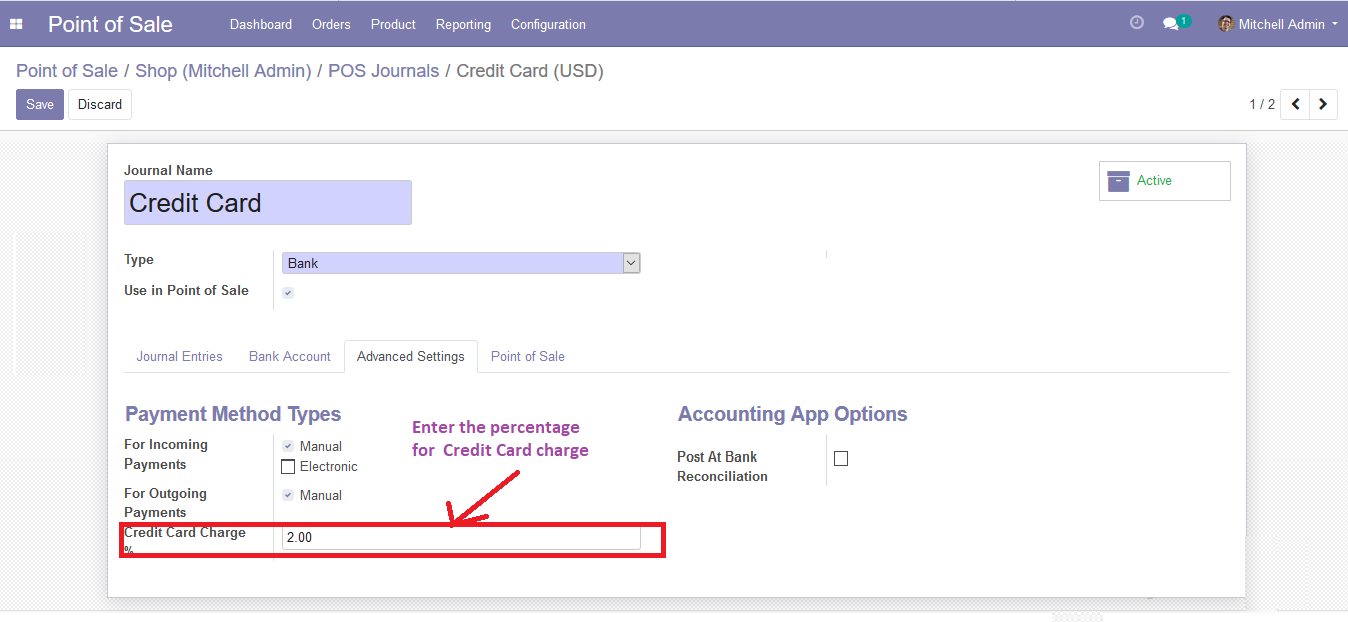 Point of Sale Dashboard Orders Product Reporting Configuration 1 Mitchell Admin
Point of Sale / Shop (Mitchell Admin) / POS Journals / Credit Card (USD)
Save Discard 1 / 2
Journal Name
Credit Card
Active
Type Bank
Use in Point of Sale
Journal Entries Bank Account Advanced Settings Point of Sale
Payment Method Types
For Incoming
Payments
Manual
Electronic
For Outgoing
Payments
Manual
Credit Card Charge
%
2.00
Enter the percentage
for Credit Card charge
Accounting App Options
Post At Bank
Reconciliation